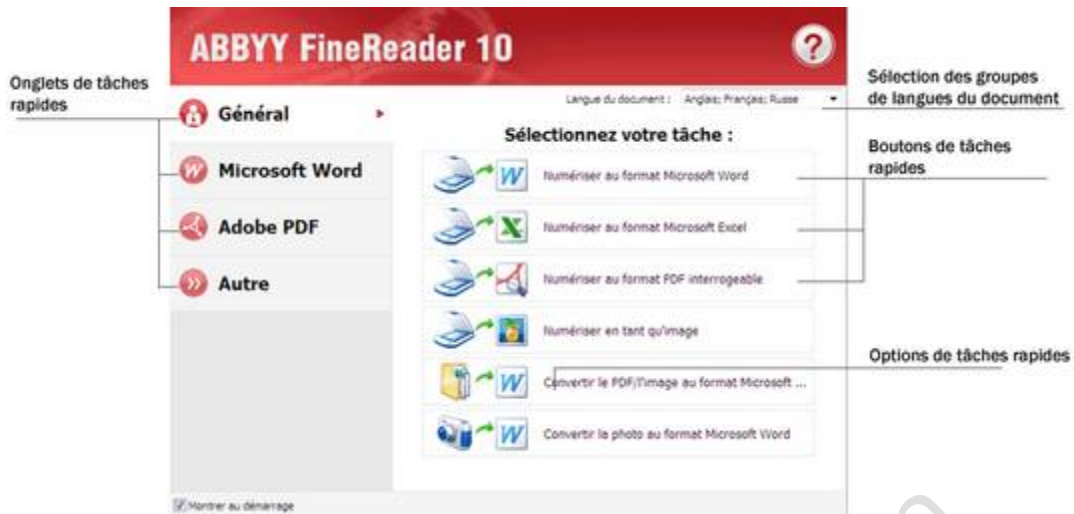 ABBYY FineReader 10
?
Onglets de tâches
rapides
Sélection des groupes
de langues du document
Langue du document : Anglais; Français; Russe
Général
Sélectionnez votre tâche :
Boutons de tâches
rapides
Microsoft Word
Numériser au format Microsoft Word
Adobe PDF
Numériser au format Microsoft Excel
Autre
Numériser au format PDF interrogeable
Numériser en tant qu'image
Options de tâches rapides
Convertir le PDF/l'image au format Microsoft ...
Convertir la photo au format Microsoft Word
Montrer au démarrage